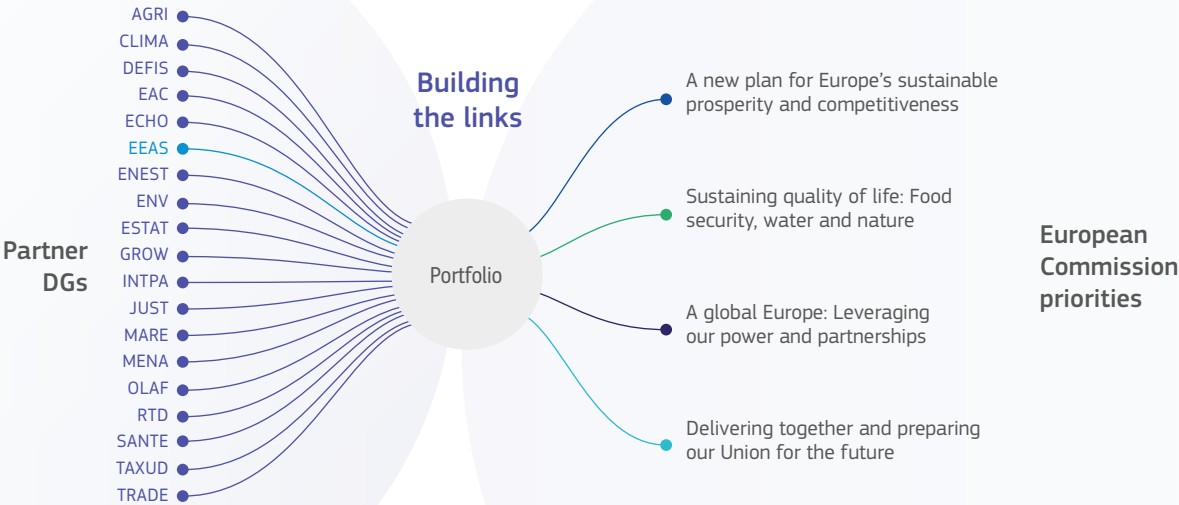 Partner
DGs
AGRI
CLIMA
DEFIS
EAC
ECHO
EEAS
ENEST
ENV
ESTAT
GROW
INTPA
JUST
MARE
MENA
OLAF
RTD
SANTE
TAXUD
TRADE
Building
the links
Portfolio
A new plan for Europe’s sustainable
prosperity and competitiveness
Sustaining quality of life: Food
security, water and nature
A global Europe: Leveraging
our power and partnerships
Delivering together and preparing
our Union for the future
European
Commission
priorities